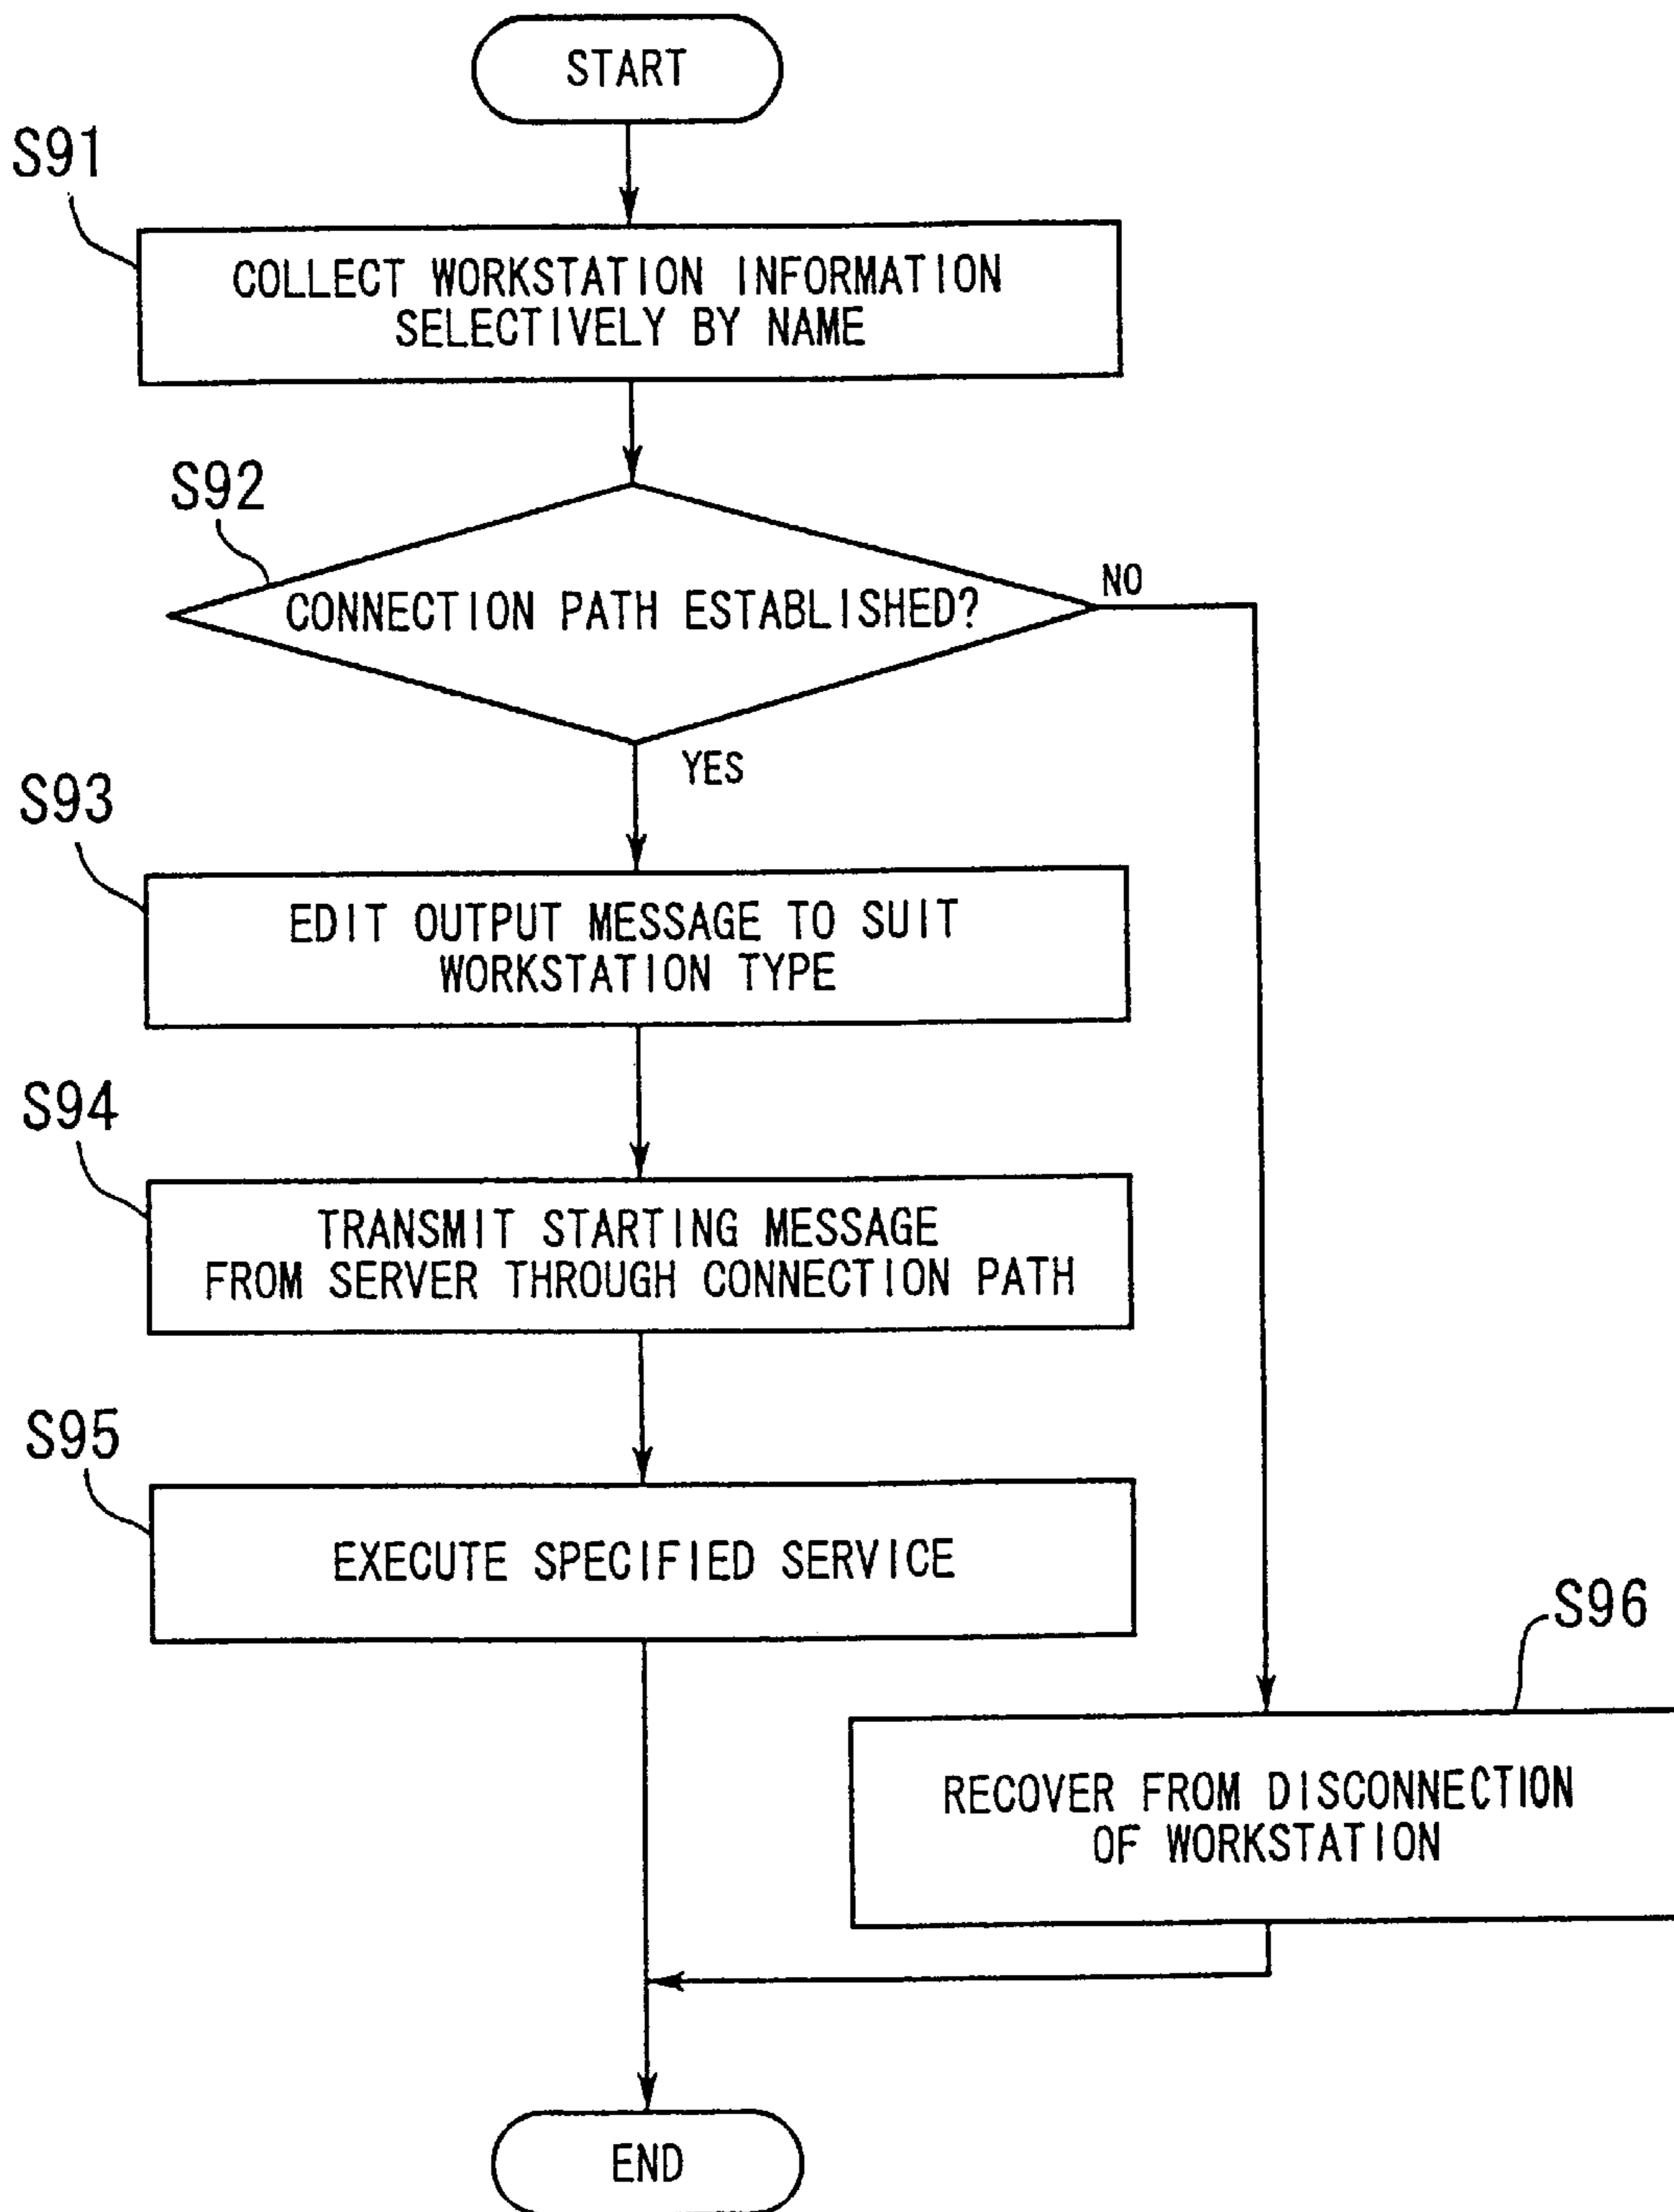 START
S91
COLLECT WORKSTATION INFORMATION
SELECTIVELY BY NAME
S92
CONNECTION PATH ESTABLISHED?
NO
YES
S93
EDIT OUTPUT MESSAGE TO SUIT
WORKSTATION TYPE
S94
TRANSMIT STARTING MESSAGE
FROM SERVER THROUGH CONNECTION PATH
S95
EXECUTE SPECIFIED SERVICE
S96
RECOVER FROM DISCONNECTION
OF WORKSTATION
END